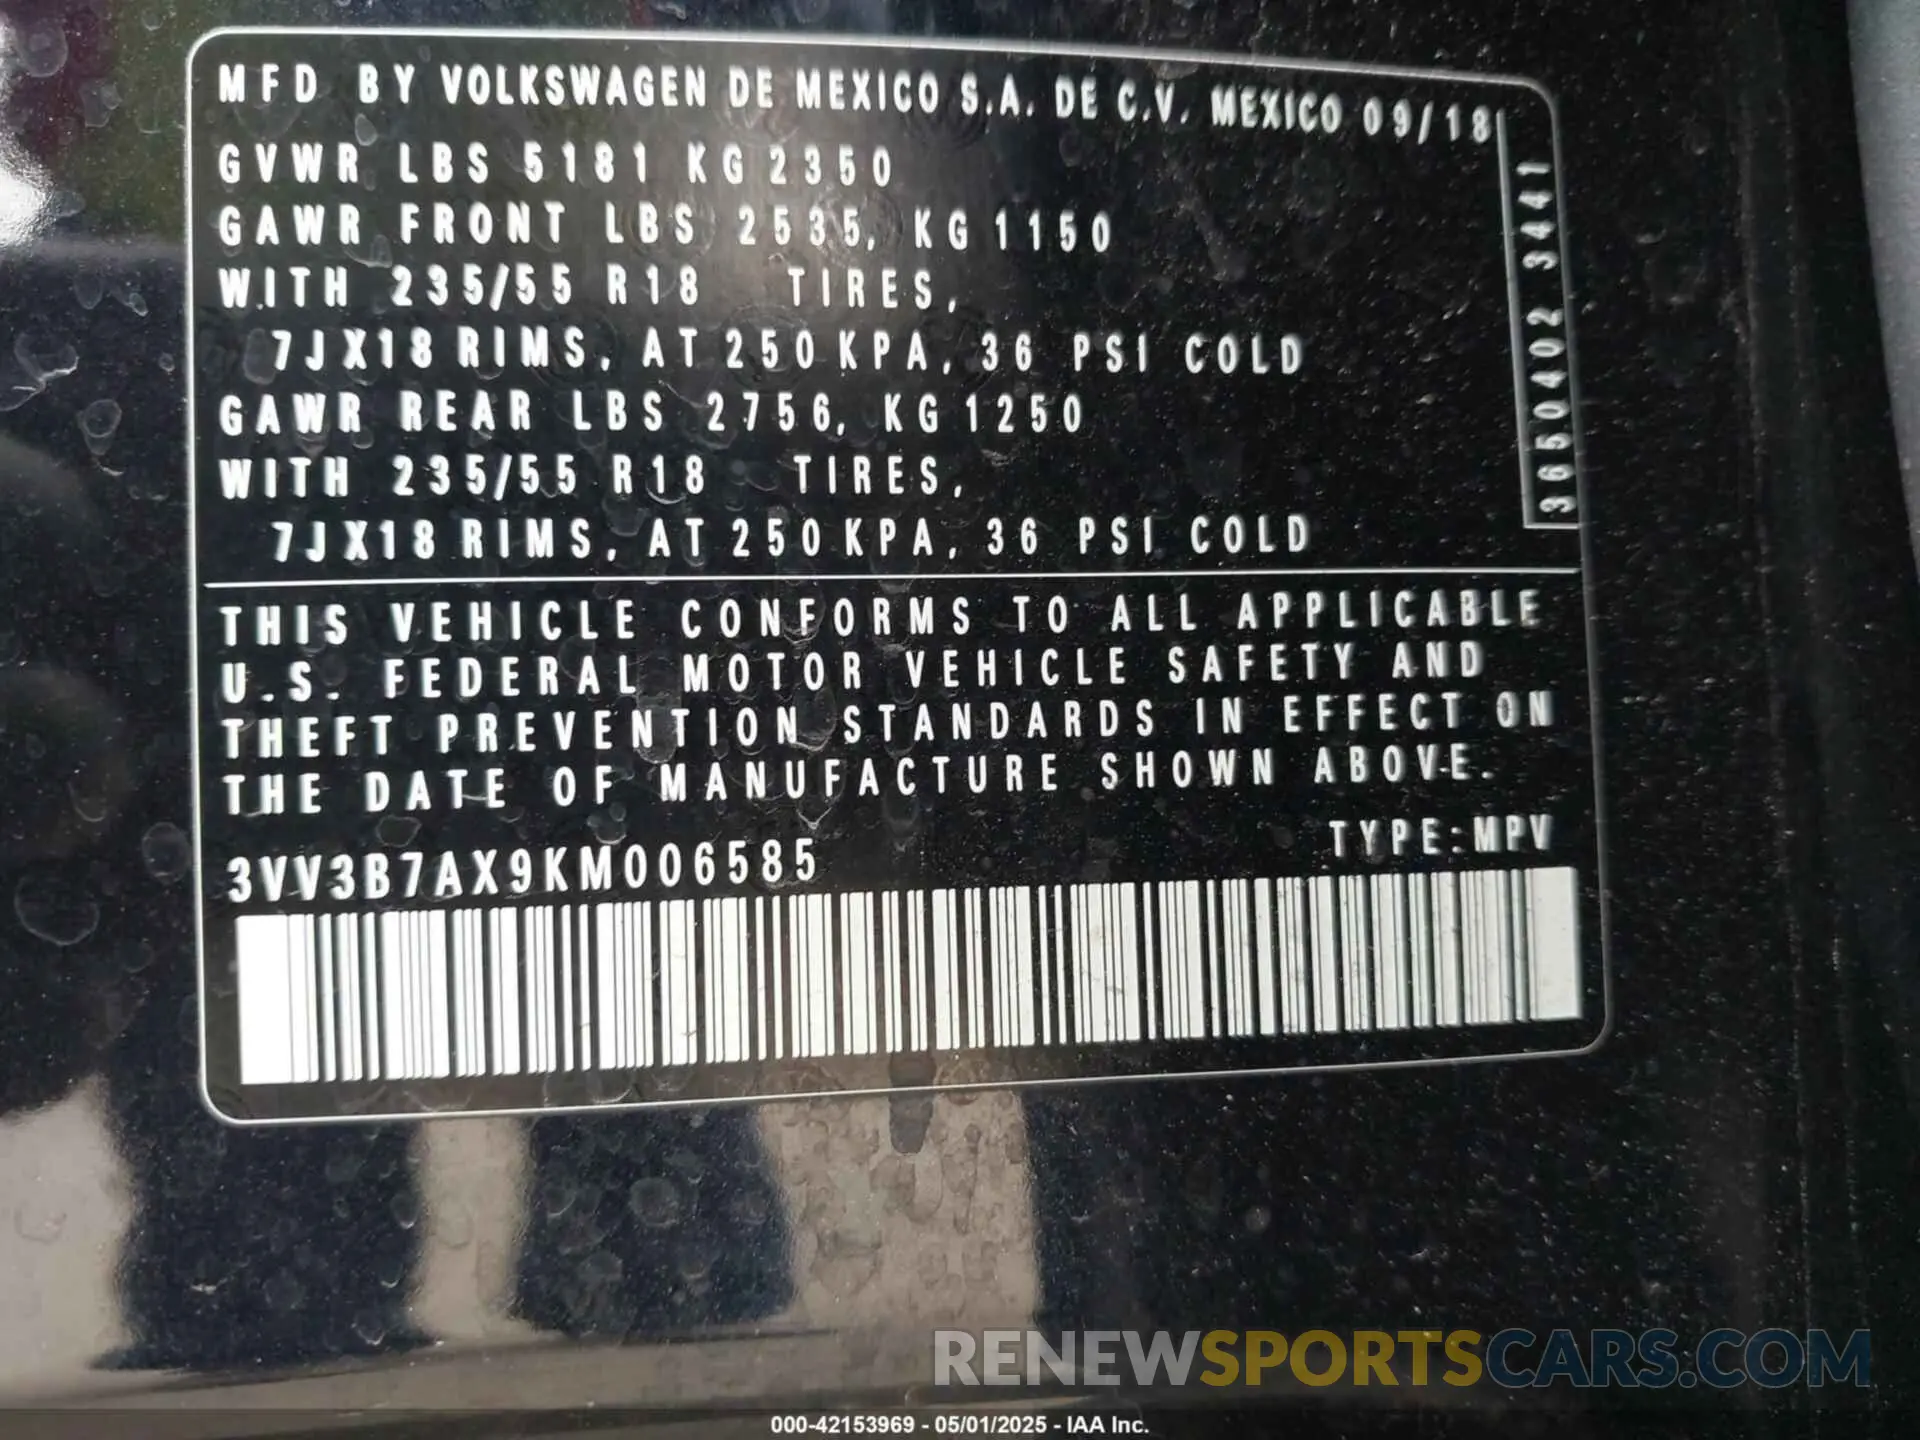 MFD BY VOLKSWAGEN DE MEXICO S.A. DE C.V. MEXICO 09/18
GVWR LBS 5181 KG 2350
GAWR FRONT LBS 2535, KG 1150
WITH 235/55 R18 TIRES,
7JX18 RIMS, AT 250 KPA, 36 PSI COLD
GAWR REAR LBS 2756, KG 1250
WITH 235/55 R18 TIRES,
7JX18 RIMS, AT 250 KPA, 36 PSI COLD
3650402 3441
THIS VEHICLE CONFORMS TO ALL APPLICABLE
U.S. FEDERAL MOTOR VEHICLE SAFETY AND
THEFT PREVENTION STANDARDS IN EFFECT ON
THE DATE OF MANUFACTURE SHOWN ABOVE.
3VV3B7AX9KM006585
TYPE:MPV
RENEWSPORTSCARS.COM
000-42153969 - 05/01/2025 - IAA Inc.